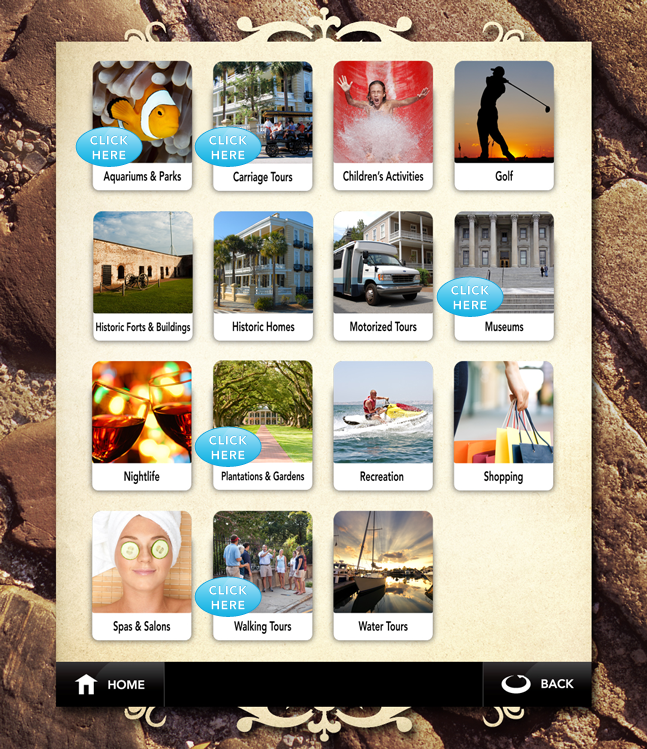 CLICK
HERE
Aquariums & Parks
CLICK
HERE
Carriage Tours
Children's Activities
Golf
Historic Forts & Buildings
Historic Homes
Motorized Tours
CLICK
HERE
Museums
Nightlife
CLICK
HERE
Plantations & Gardens
Recreation
Shopping
Spas & Salons
CLICK
HERE
Walking Tours
Water Tours
HOME
BACK